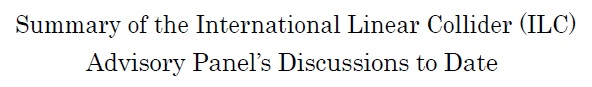 Summary of the International Linear Collider (ILC)
Advisory Panel’s Discussions to Date